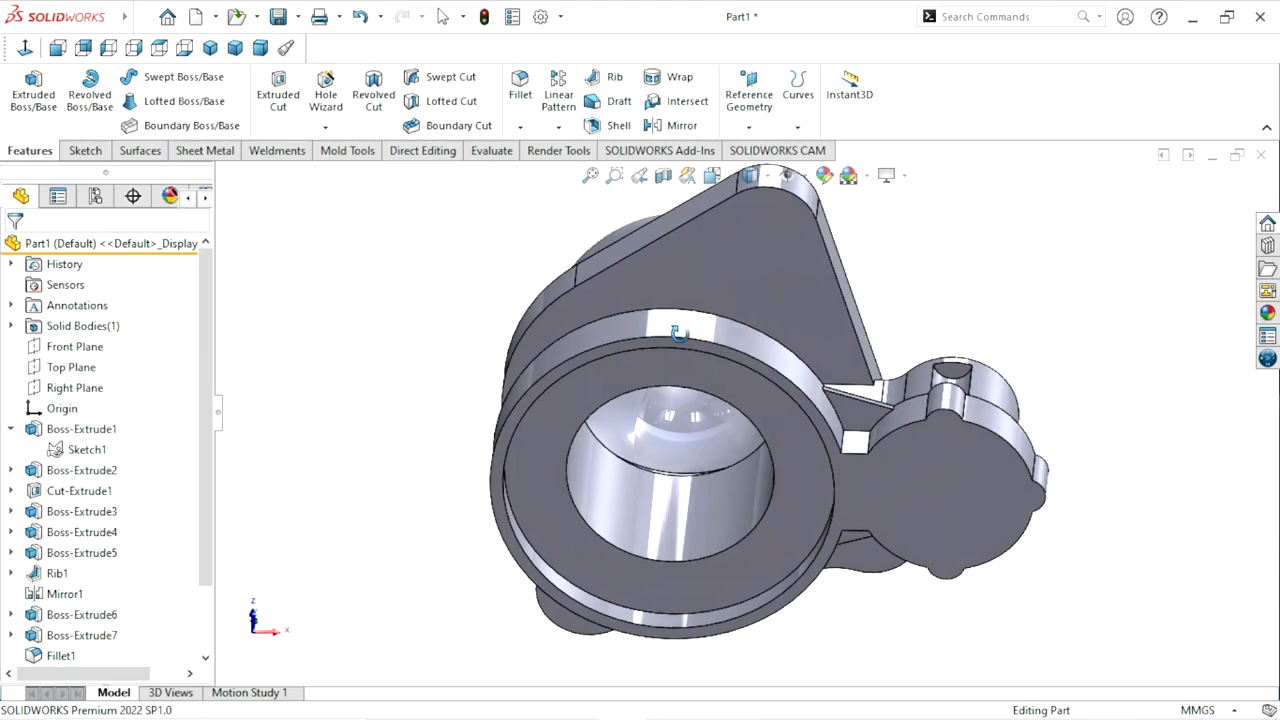 SOLIDWORKS
Part1 *
Search Commands
Extruded Boss/Base
Revolved Boss/Base
Swept Boss/Base
Lofted Boss/Base
Boundary Boss/Base
Extruded Cut
Hole Wizard
Revolved Cut
Swept Cut
Lofted Cut
Boundary Cut
Fillet
Linear Pattern
Rib
Draft
Shell
Wrap
Intersect
Mirror
Reference Geometry
Curves
Instant3D
Features
Sketch
Surfaces
Sheet Metal
Weldments
Mold Tools
Direct Editing
Evaluate
Render Tools
SOLIDWORKS Add-Ins
SOLIDWORKS CAM
Part1 (Default) <<Default>_Display
History
Sensors
Annotations
Solid Bodies(1)
Front Plane
Top Plane
Right Plane
Origin
Boss-Extrude1
Sketch1
Boss-Extrude2
Cut-Extrude1
Boss-Extrude3
Boss-Extrude4
Boss-Extrude5
Rib1
Mirror1
Boss-Extrude6
Boss-Extrude7
Fillet1
z
x
Model
3D Views
Motion Study 1
SOLIDWORKS Premium 2022 SP1.0
Editing Part
MMGS